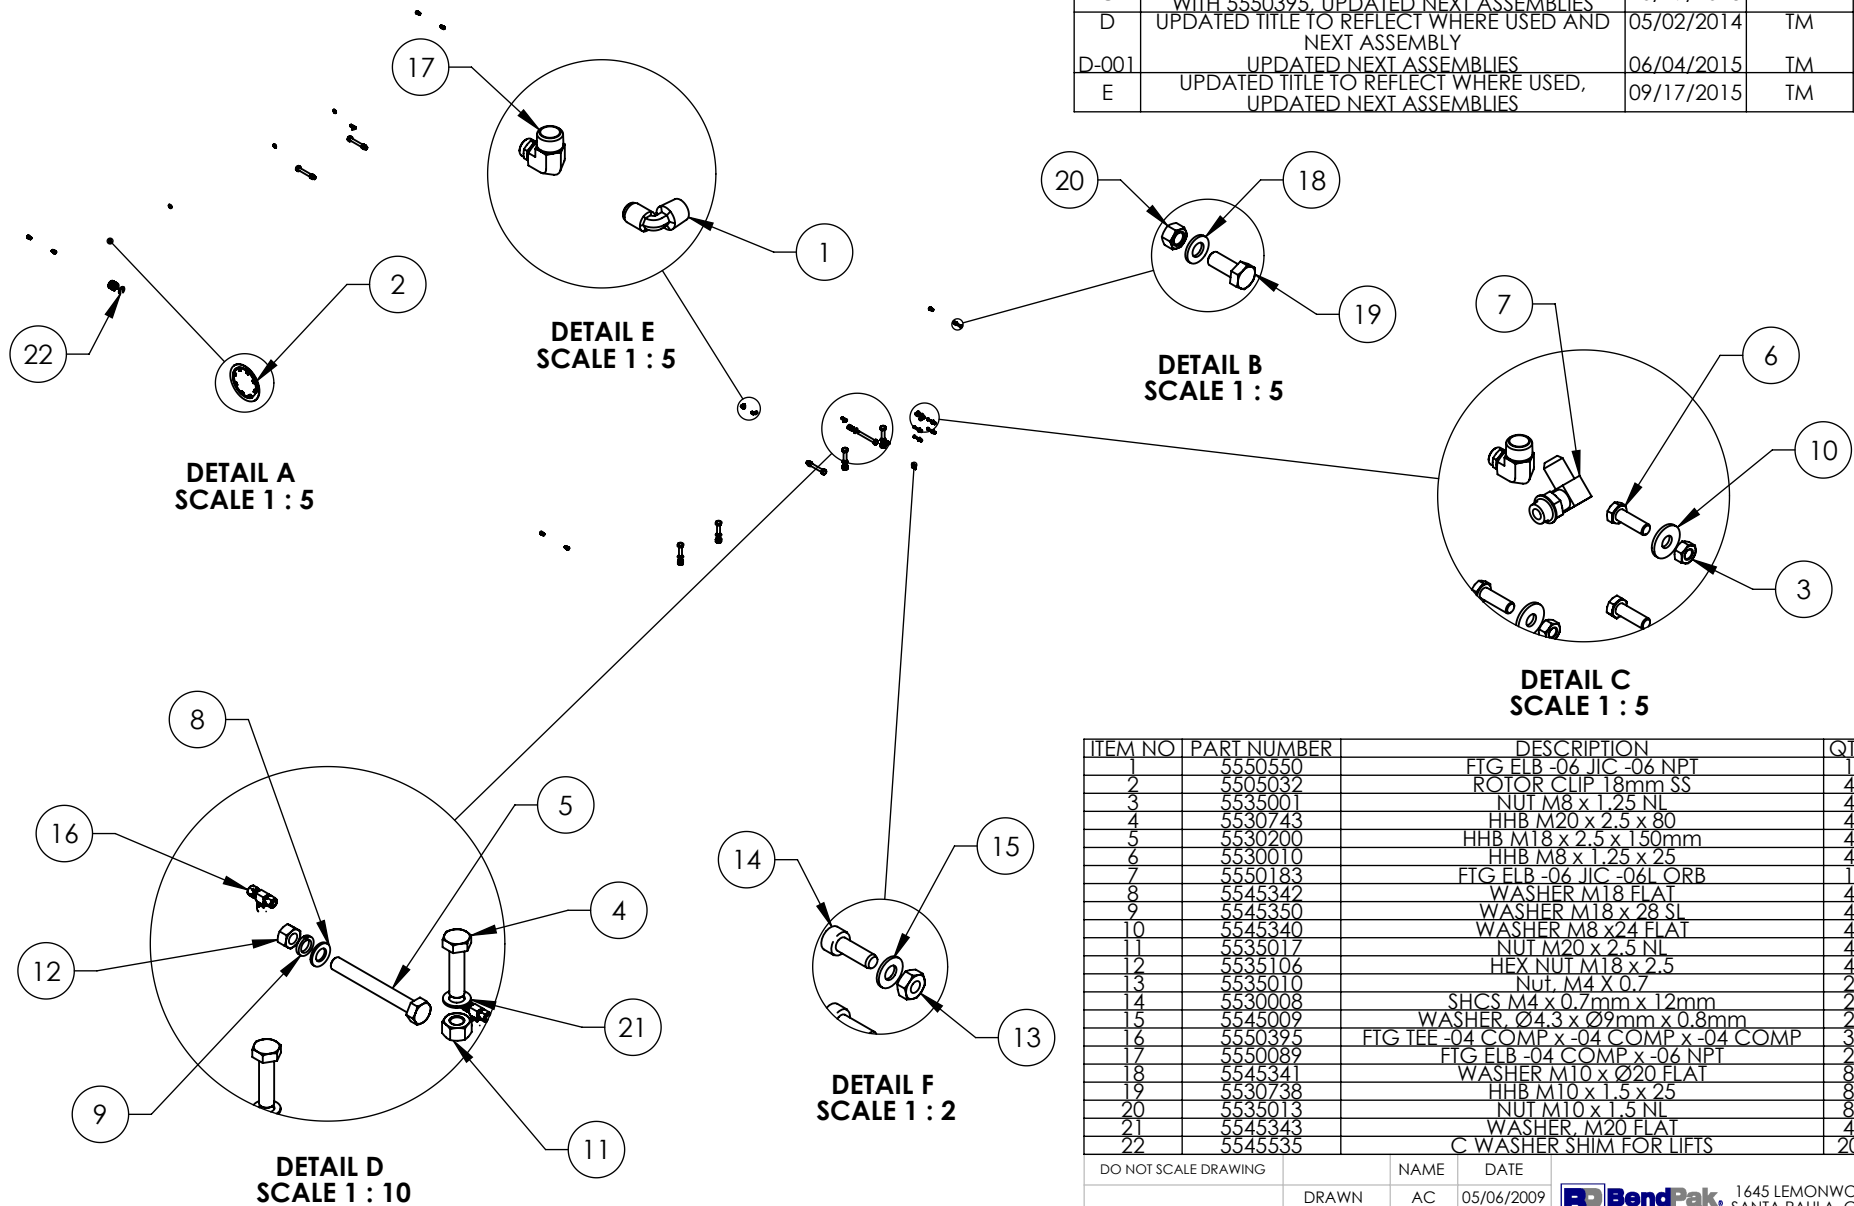 WITH 5550395, UPDATED NEXT ASSEMBLIES
D UPDATED TITLE TO REFLECT WHERE USED AND 05/02/2014 TM
NEXT ASSEMBLY
D-001 UPDATED NEXT ASSEMBLIES 06/04/2015 TM
E UPDATED TITLE TO REFLECT WHERE USED, 09/17/2015 TM
UPDATED NEXT ASSEMBLIES
17
1
2
22
DETAIL E
SCALE 1 : 5
DETAIL A
SCALE 1 : 5
20
18
19
DETAIL B
SCALE 1 : 5
7
6
10
3
DETAIL C
SCALE 1 : 5
8
5
16
4
12
21
9
11
DETAIL D
SCALE 1 : 10
14
15
13
DETAIL F
SCALE 1 : 2
ITEM NO PART NUMBER DESCRIPTION
1 5550550 FTG ELB -06 JIC -06 NPT 1
2 5505032 ROTOR CLIP 18mm SS 4
3 5535001 NUT M8 x 1.25 NL 4
4 5530743 HHB M20 x 2.5 x 80 4
5 5530200 HHB M18 x 2.5 x 150mm 4
6 5530010 HHB M8 x 1.25 x 25 4
7 5550183 FTG ELB -06 JIC -06L ORB 1
8 5545342 WASHER M18 FLAT 4
9 5545350 WASHER M18 x 28 SL 4
10 5545340 WASHER M8 x24 FLAT 4
11 5535017 NUT M20 x 2.5 NL 4
12 5535106 HEX NUT M18 x 2.5 4
13 5535010 Nut, M4 X 0.7 2
14 5530008 SHCS M4 x 0.7mm x 12mm 2
15 5545009 WASHER, Ø4.3 x Ø9mm x 0.8mm 2
16 5550395 FTG TEE -04 COMP x -04 COMP x -04 COMP 3
17 5550089 FTG ELB -04 COMP x -06 NPT 2
18 5545341 WASHER M10 x Ø20 FLAT 8
19 5530738 HHB M10 x 1.5 x 25 8
20 5535013 NUT M10 x 1.5 NL 8
21 5545343 WASHER, M20 FLAT 4
22 5545535 C WASHER SHIM FOR LIFTS 20
DO NOT SCALE DRAWING NAME DATE
DRAWN AC 05/06/2009
BendPak
1645 LEMONWO
SANTA PAULA, C